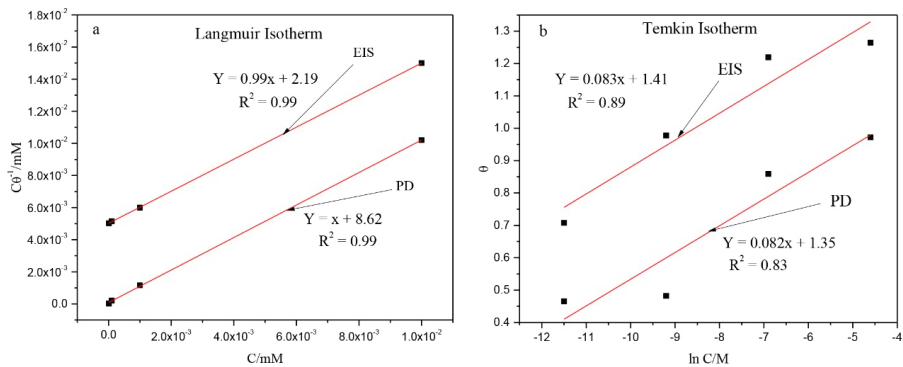 a
Langmuir Isotherm
EIS
Y = 0.99x + 2.19
R² = 0.99
PD
Y = x + 8.62
R² = 0.99
Cθ⁻¹/mM
1.8x10⁻²
1.6x10⁻²
1.4x10⁻²
1.2x10⁻²
1.0x10⁻²
8.0x10⁻³
6.0x10⁻³
4.0x10⁻³
2.0x10⁻³
0.0
0.0 2.0x10⁻³ 4.0x10⁻³ 6.0x10⁻³ 8.0x10⁻³ 1.0x10⁻²
C/mM
b
Temkin Isotherm
Y = 0.083x + 1.41
R² = 0.89
EIS
PD
Y = 0.082x + 1.35
R² = 0.83
θ
1.3
1.2
1.1
1.0
0.9
0.8
0.7
0.6
0.5
0.4
-12 -11 -10 -9 -8 -7 -6 -5 -4
ln C/M